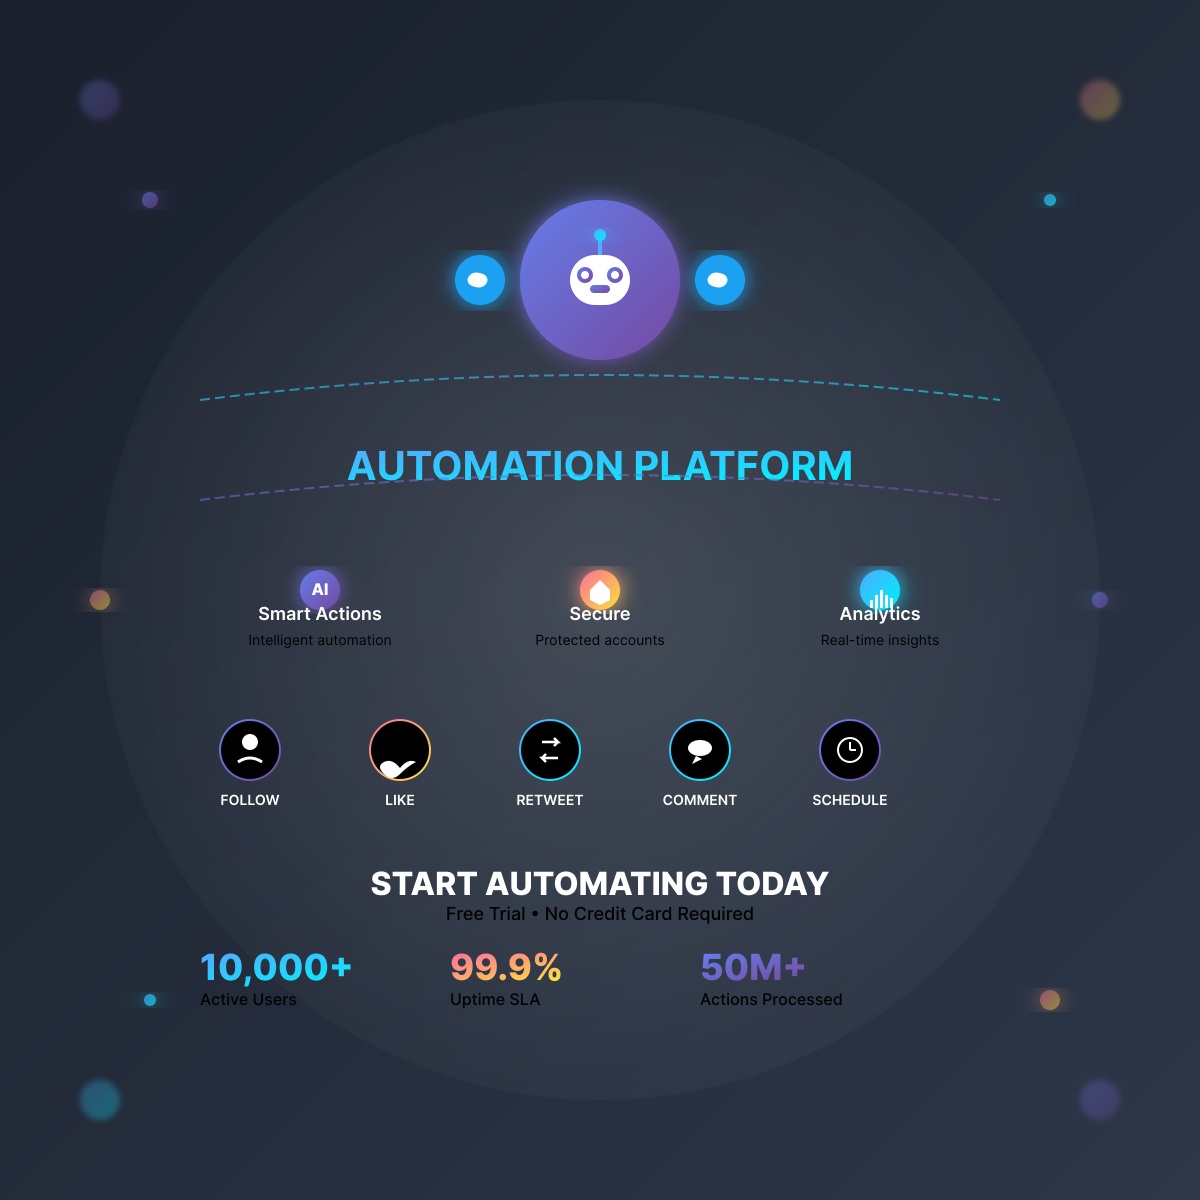 AUTOMATION PLATFORM
AI
Smart Actions
Secure
Analytics
Intelligent automation
Protected accounts
Real-time insights
FOLLOW
LIKE
RETWEET
COMMENT
SCHEDULE
START AUTOMATING TODAY
Free Trial • No Credit Card Required
10,000+
99.9%
50M+
Active Users
Uptime SLA
Actions Processed